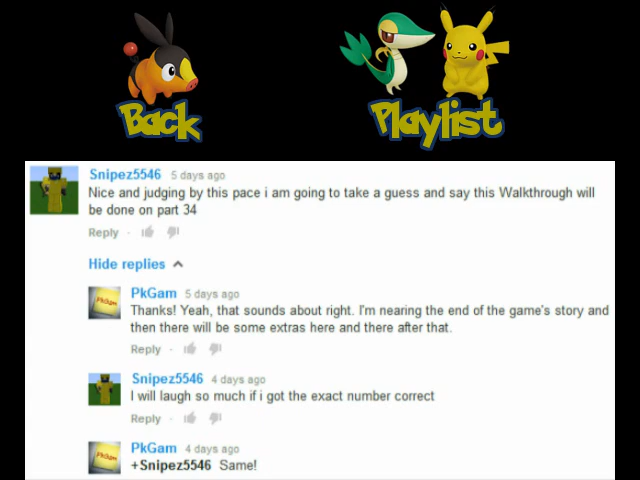 Back
Playlist
Snipez5546 5 days ago
Nice and judging by this pace i am going to take a guess and say this Walkthrough will
be done on part 34
Reply ·
Hide replies
PkGam
PkGam 5 days ago
Thanks! Yeah, that sounds about right. I'm nearing the end of the game's story and
then there will be some extras here and there after that.
Reply ·
Snipez5546 4 days ago
I will laugh so much if i got the exact number correct
Reply ·
PkGam
PkGam 4 days ago
+Snipez5546 Same!